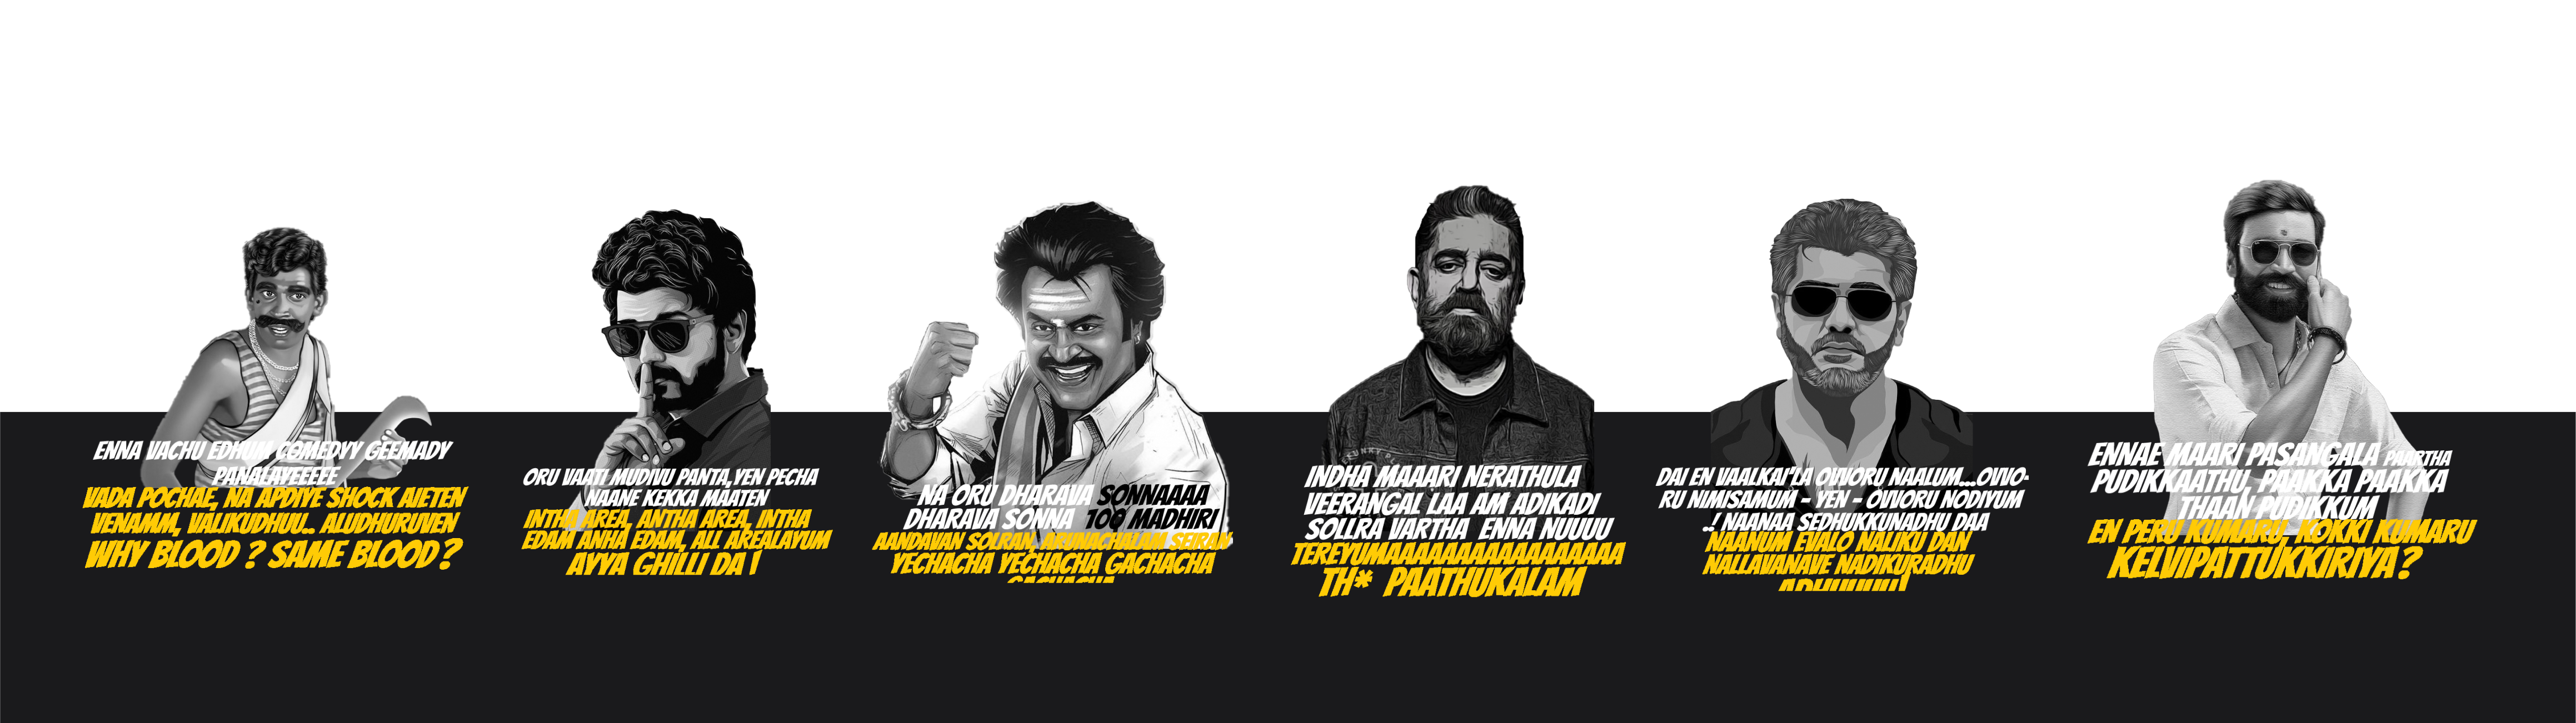 ENNA VACHU EDHUM COMEDYY GEEMADY
PANALAYEEEEE
VADA POCHAE, NA APDIYE SHOCK AIETEN
VENAMM, VALIKUDHUU.. ALUDHURUVEN
WHY BLOOD ? SAME BLOOD ?
ORU VAATI MUDIVU PANTA,YEN PECHA
NAANE KEKKA MAATEN
INTHA AREA, ANTHA AREA, INTHA
EDAM ANHA EDAM, ALL AREALAYUM
AYYA GHILLI DA !
NA ORU DHARAVA SONNAAAA
DHARAVA SONNA 100 MADHIRI
AANDAVAN SOLRAN, ARUNACHALAM SEIRAN
YECHACHA YECHACHA GACHACHA
GACHACHA
INDHA MAAARI NERATHULA
VEERANGAL LAA AM ADIKADI
SOLLRA VARTHA ENNA NUUUU
TEREYUMAAAAAAAAAAAAAAAAA
TH* PAATHUKALAM
DAI EN VAALKAI'LA OVVORU NAALUM...OVVO-
RU NIMISAMUM - YEN - OVVORU NODIYUM
..! NAANAA SEDHUKKUNADHU DAA
NAANUM EVALO NALIKU DAN
NALLAVANAVE NADIKURADHU
ENNAE MAARI PASANGALA PAARTHA
PUDIKKAATHU, PAAKKA PAAKKA
THAAN PUDIKKUM
EN PERU KUMARU, KOKKI KUMARU
KELVIPATTUKKIRIYA?